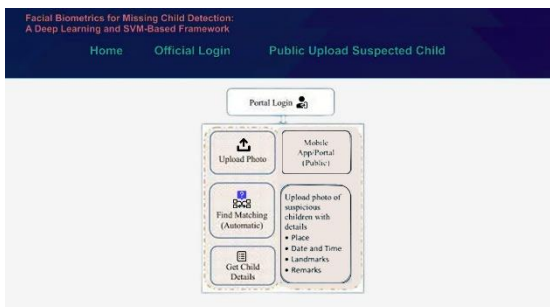 Facial Biometrics for Missing Child Detection:
A Deep Learning and SVM-Based Framework
Home Official Login Public Upload Suspected Child
Portal Login
Upload Photo
Mobile
App/Portal
(Public)
Find Matching
(Automatic)
Upload photo of
suspicious
children with
details
• Place
• Date and Time
• Landmarks
• Remarks
Get Child
Details